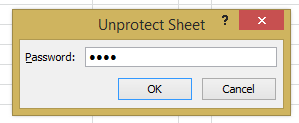 Unprotect Sheet ? ×
Password: ••••
OK Cancel